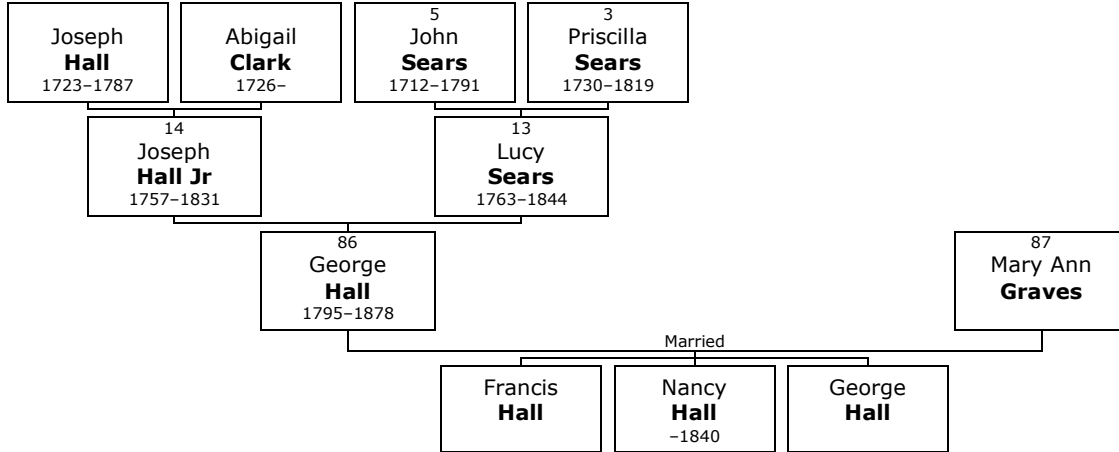 Joseph
Hall
1723–1787
Abigail
Clark
1726–
5
John
Sears
1712–1791
3
Priscilla
Sears
1730–1819
14
Joseph
Hall Jr
1757–1831
13
Lucy
Sears
1763–1844
86
George
Hall
1795–1878
87
Mary Ann
Graves
Married
Francis
Hall
Nancy
Hall
–1840
George
Hall